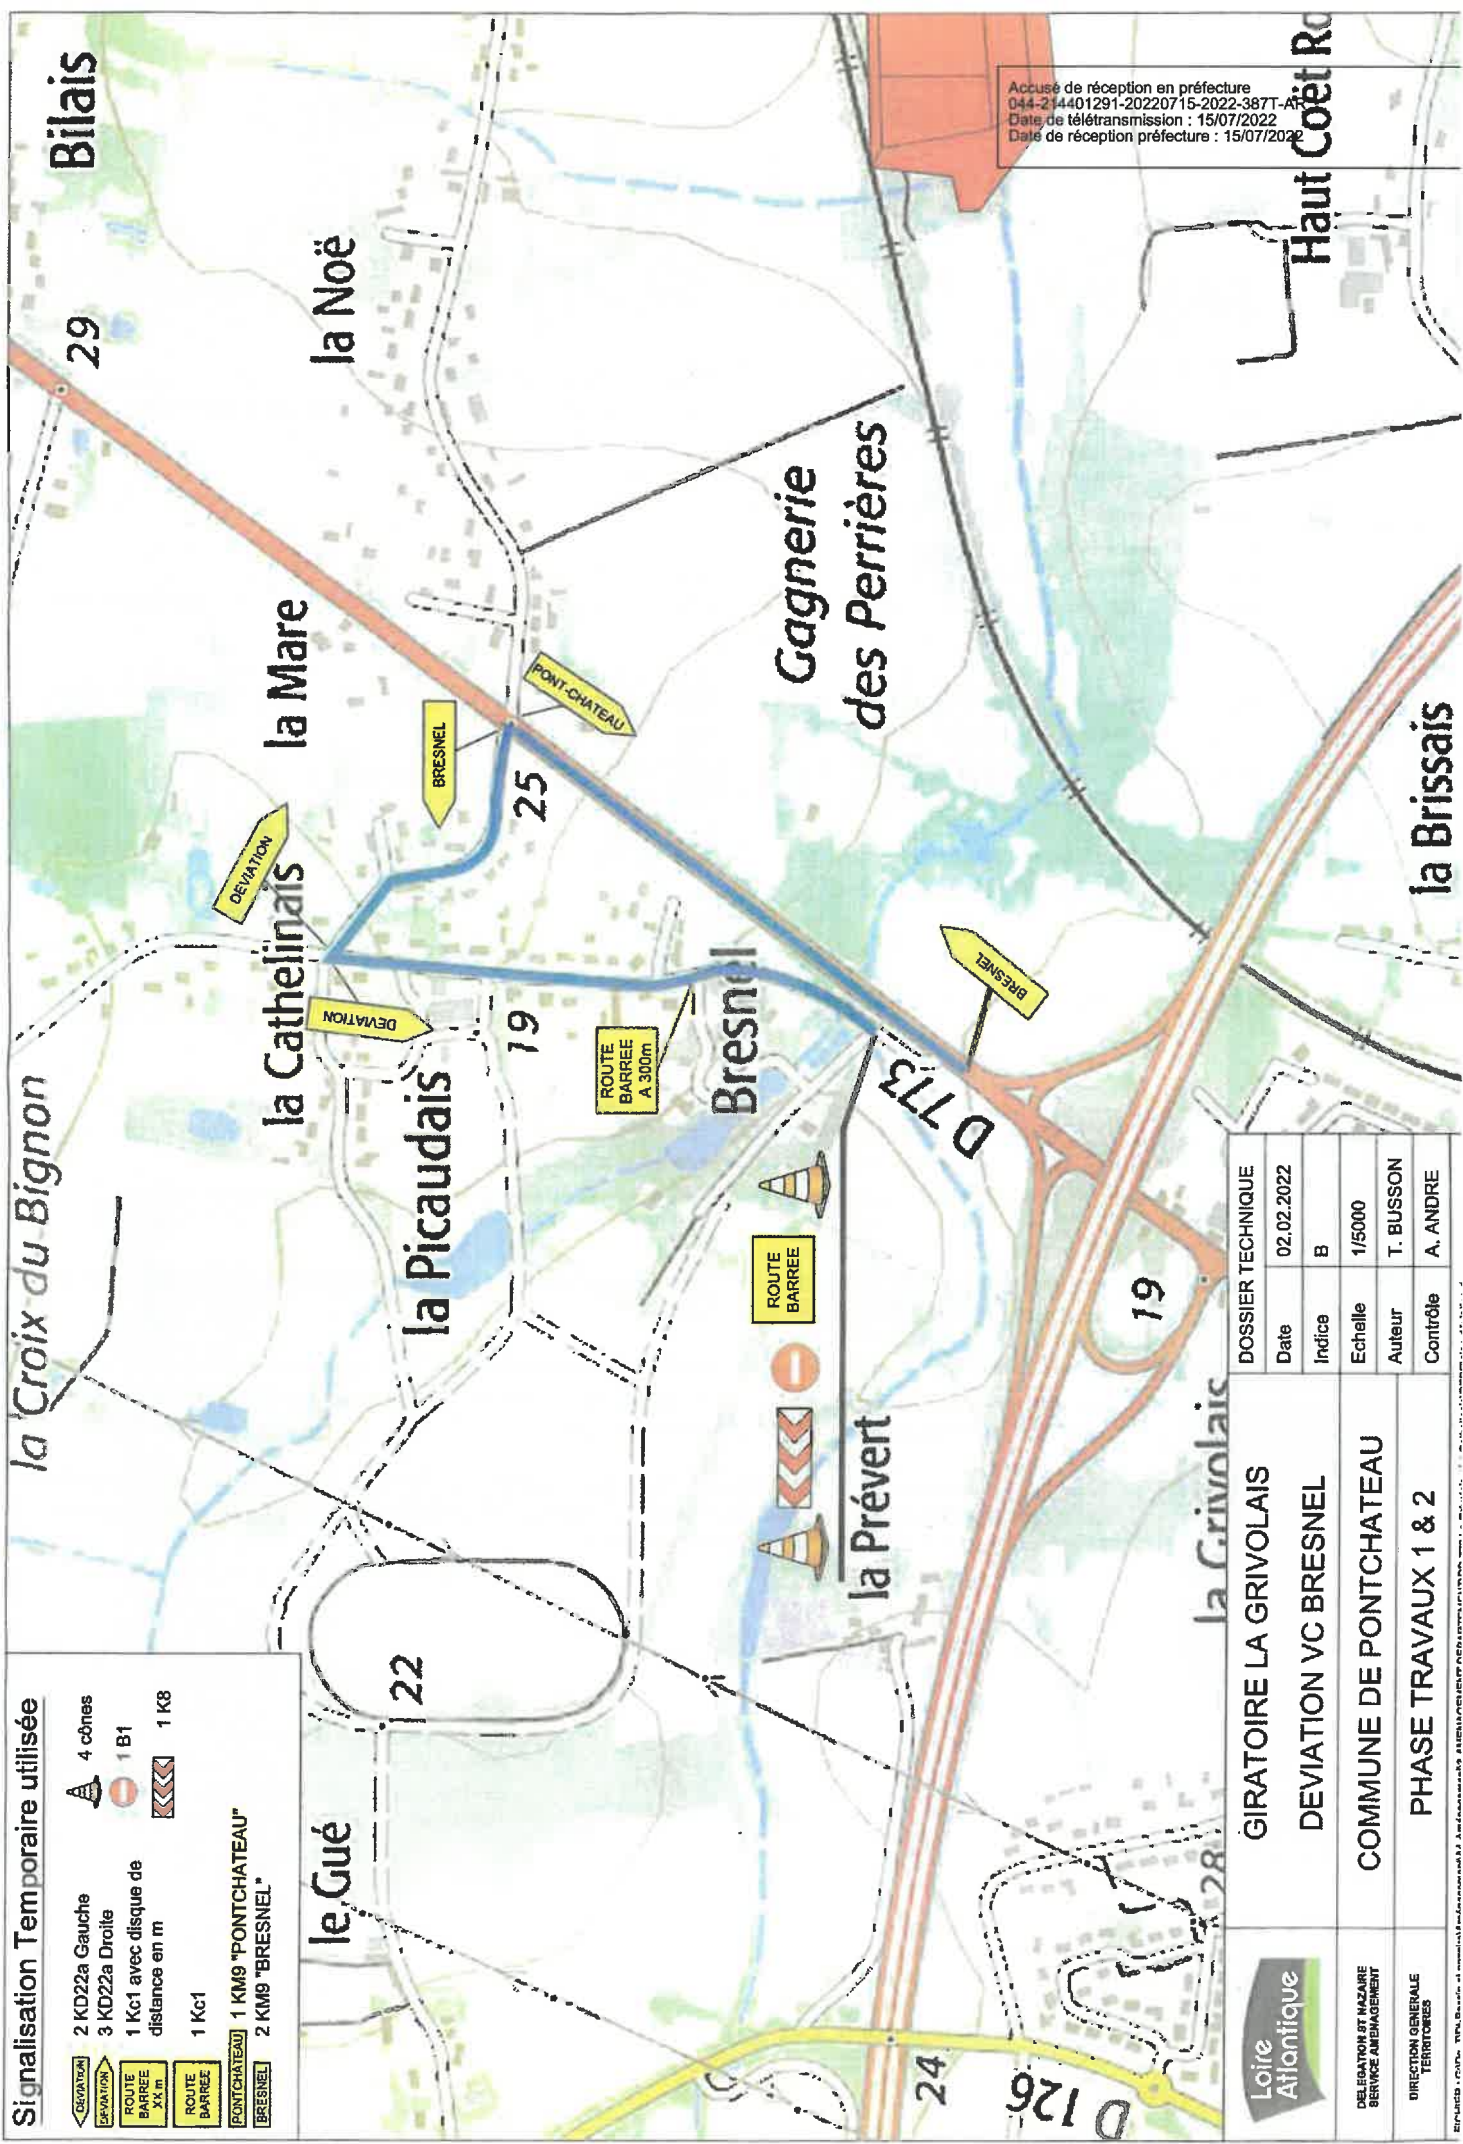 Signalisation Temporaire utilisée
DEVIATION
2 KD22a Gauche
DEVIATION
3 KD22a Droite
ROUTE
BARREE
XX m
1 Kc1 avec disque de
distance en m
ROUTE
BARREE
1 Kc1
PONTCHATEAU
1 KM9 "PONTCHATEAU"
BRESNEL
2 KM9 "BRESNEL"
4 cônes
1 B1
1 K8
la Croix du Bignon
Bilais
29
la Noë
la Mare
la Cathelinais
DEVIATION
DEVIATION
BRESNEL
PONT-CHATEAU
25
19
la Picaudais
ROUTE
BARREE
A 300m
Bresnel
Gagnerie
des Perrières
le Gué
22
ROUTE
BARREE
la Prévert
D 773
BRESNEL
19
la Grivolais
la Brissais
Haut Coët Ro
24
D 126
28
Accusé de réception en préfecture
044-214401291-20220715-2022-387T-AR
Date de télétransmission : 15/07/2022
Date de réception préfecture : 15/07/2022
Loire
Atlantique
DELEGATION ST NAZAIRE
SERVICE AMENAGEMENT
DIRECTION GENERALE
TERRITOIRES
GIRATOIRE LA GRIVOLAIS
DEVIATION VC BRESNEL
COMMUNE DE PONTCHATEAU
PHASE TRAVAUX 1 & 2
DOSSIER TECHNIQUE
Date 02.02.2022
Indice B
Echelle 1/5000
Auteur T. BUSSON
Contrôle A. ANDRE